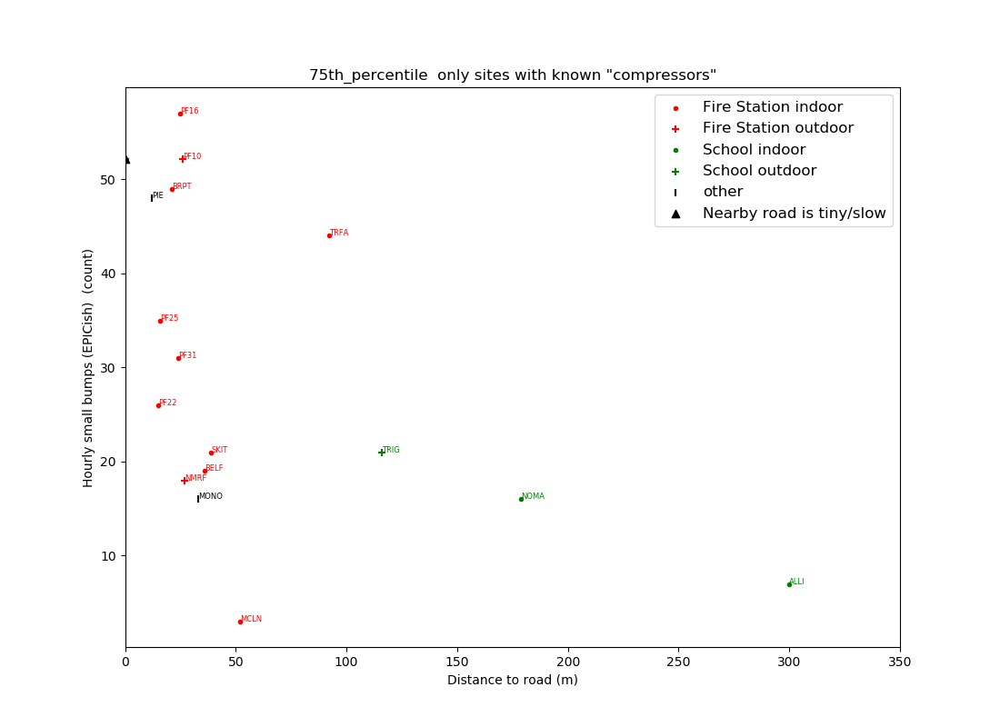 75th_percentile  only sites with known "compressors"
Fire Station indoor
Fire Station outdoor
School indoor
School outdoor
other
Nearby road is tiny/slow
Hourly small bumps (EPICish)  (count)
50
40
30
20
10
PF16
PF10
BRPT
PIE
TRFA
PF25
PF31
PF22
SKIT
TRIG
BELF
NMRF
MONO
NOMA
ALLI
MCLN
0
50
100
150
200
250
300
350
Distance to road (m)